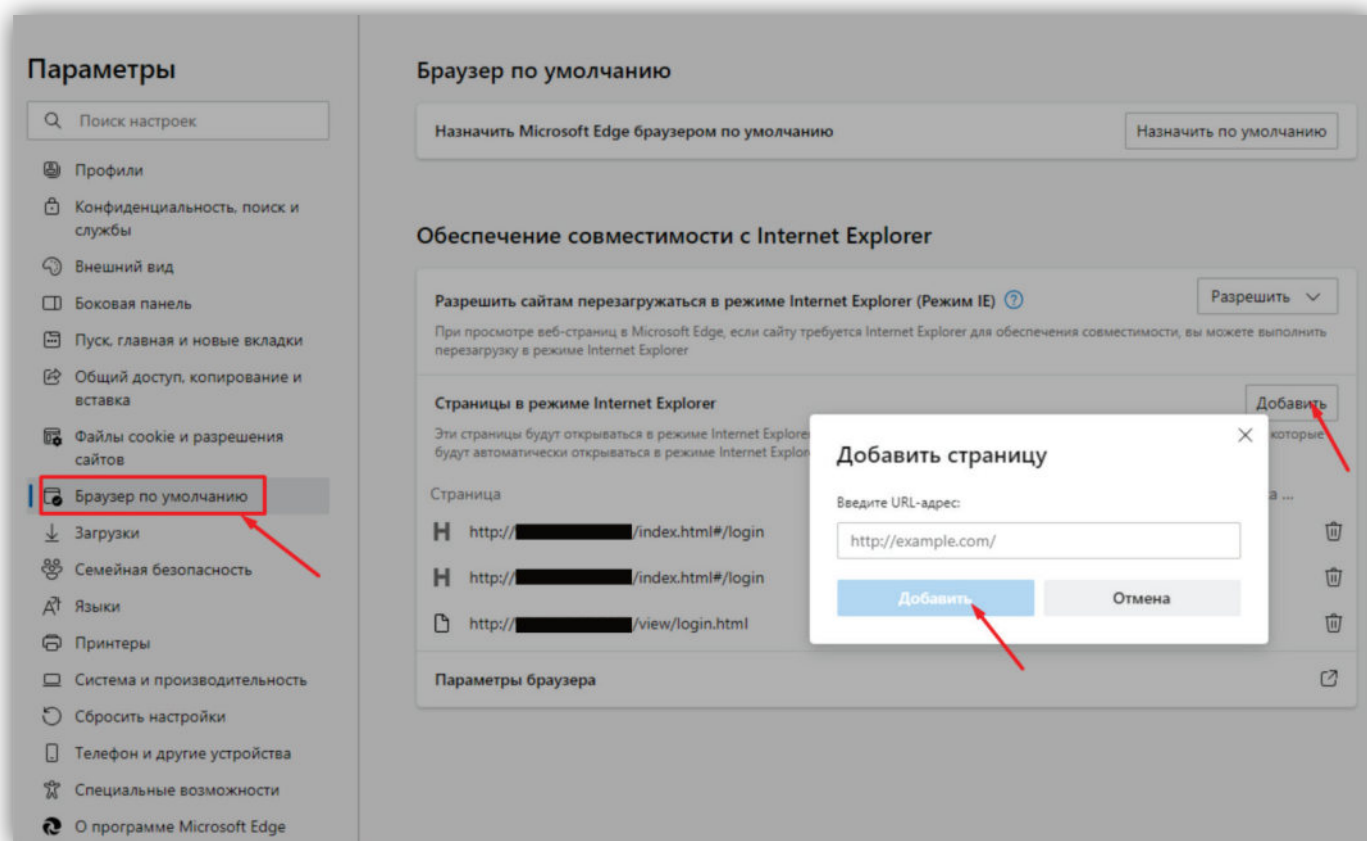 Параметры
Поиск настроек
Профили
Конфиденциальность, поиск и
службы
Внешний вид
Боковая панель
Пуск, главная и новые вкладки
Общий доступ, копирование и
вставка
Файлы cookie и разрешения
сайтов
Браузер по умолчанию
Загрузки
Семейная безопасность
Языки
Принтеры
Система и производительность
Сбросить настройки
Телефон и другие устройства
Специальные возможности
О программе Microsoft Edge
Браузер по умолчанию
Назначить Microsoft Edge браузером по умолчанию
Назначить по умолчанию
Обеспечение совместимости с Internet Explorer
Разрешить сайтам перезагружаться в режиме Internet Explorer (Режим IE)
Разрешить
При просмотре веб-страниц в Microsoft Edge, если сайту требуется Internet Explorer для обеспечения совместимости, вы можете выполнить
перезагрузку в режиме Internet Explorer
Страницы в режиме Internet Explorer
Добавить
Эти страницы будут открываться в режиме Internet которые
будут автоматически открываться в режиме Internet
Страница
http:// /index.html#/login
http:// /index.html#/login
http:// /view/login.html
Параметры браузера
Добавить страницу
Введите URL-адрес:
http://example.com/
Добавить
Отмена